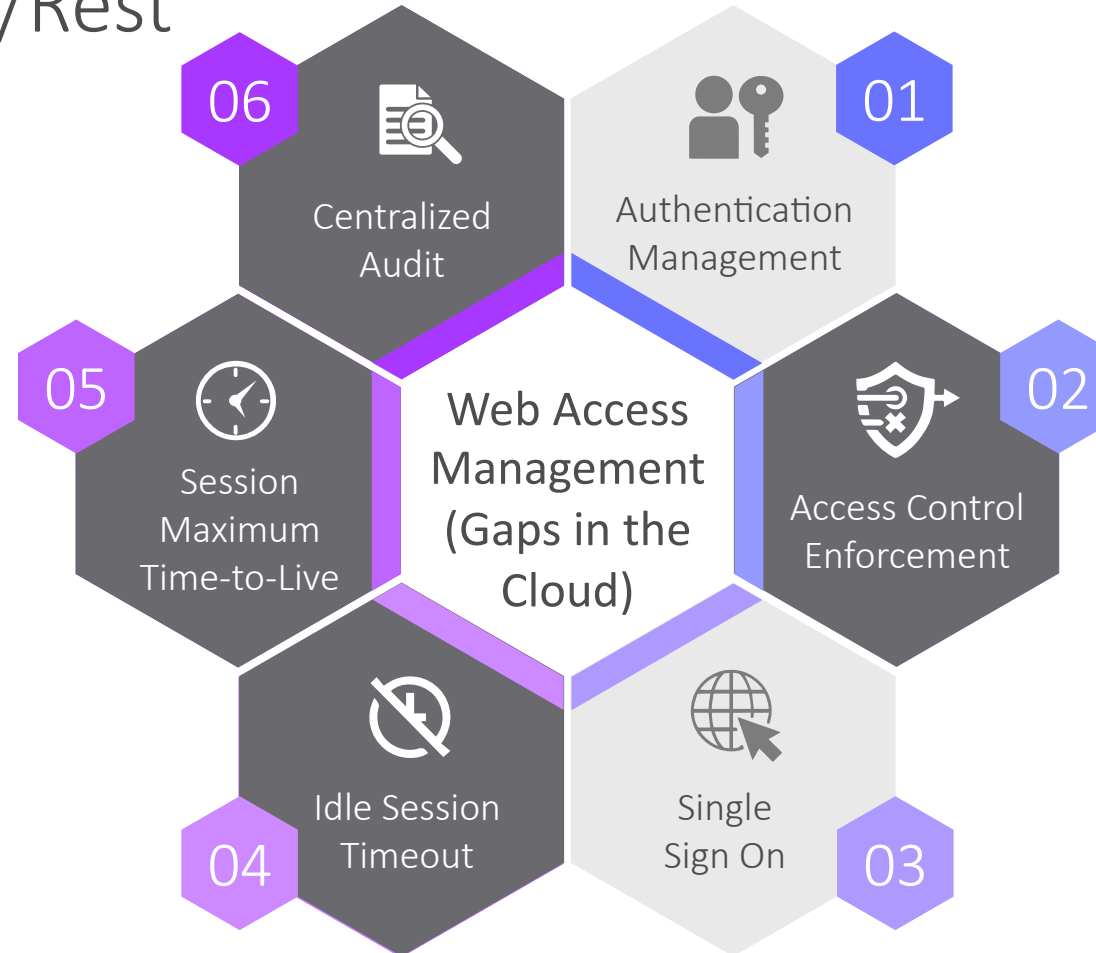 /Rest
06
Centralized
Audit
01
Authentication
Management
05
Session
Maximum
Time-to-Live
Web Access
Management
(Gaps in the
Cloud)
02
Access Control
Enforcement
04
Idle Session
Timeout
Single
Sign On
03